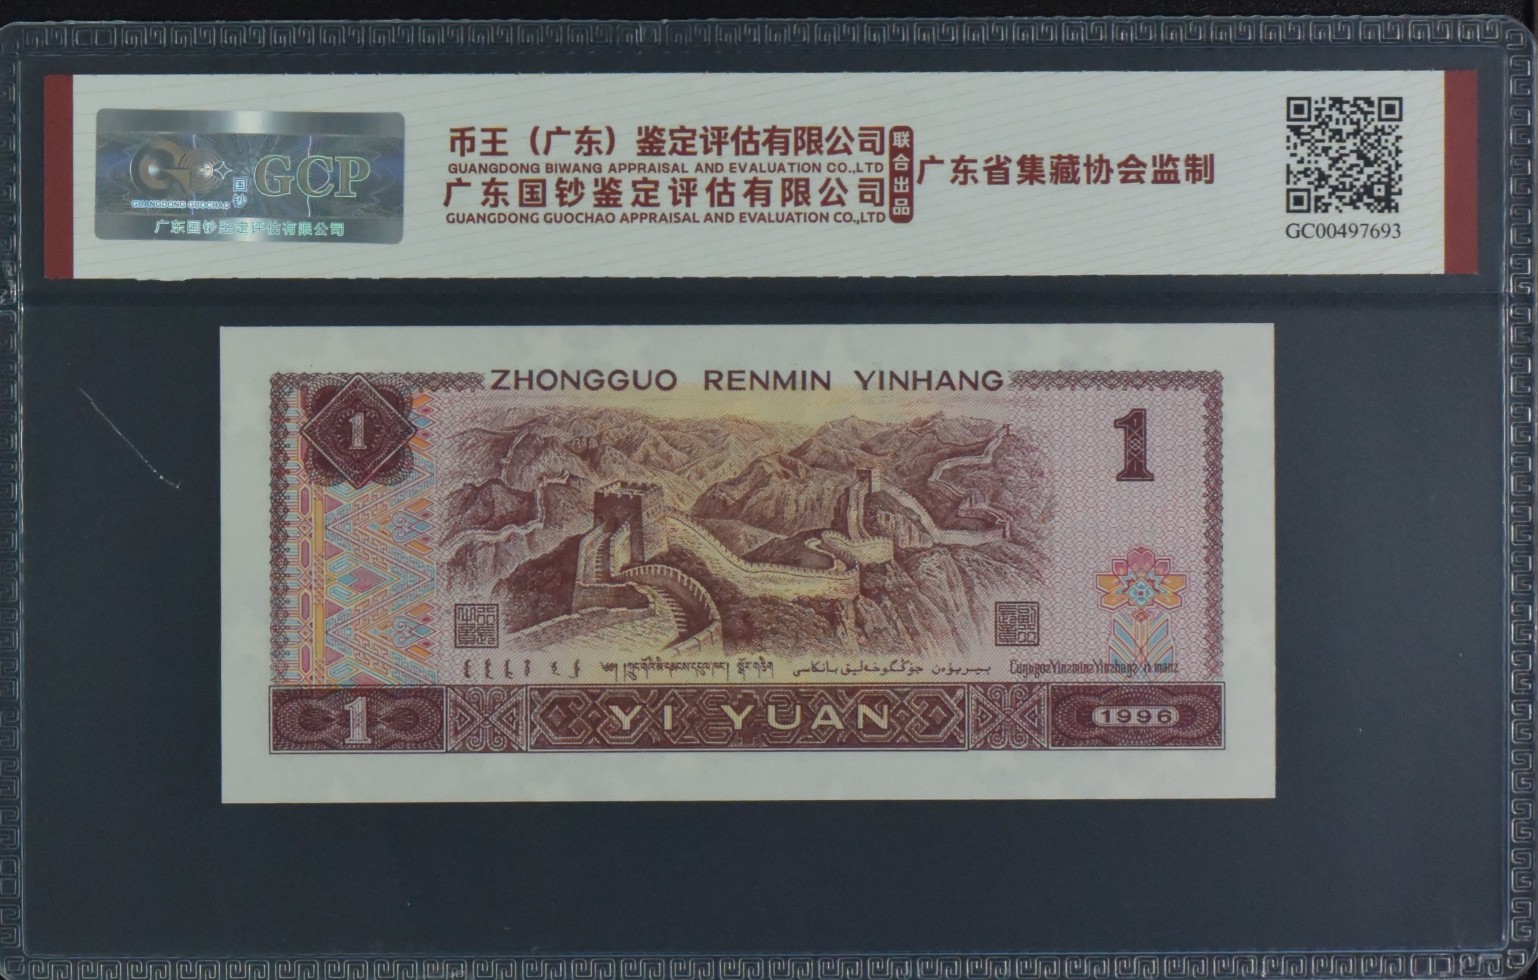 币王（广东）鉴定评估有限公司
GUANGDONG BIWANG APPRAISAL AND EVALUATION CO.,LTD
广东国钞鉴定评估有限公司
GUANGDONG GUOCHAO APPRAISAL AND EVALUATION CO.,LTD
联合出品
广东省集藏协会监制
GCP
国钞
GUANGDONG GUOCHAO
广东国钞鉴定评估有限公司
GC00497693
ZHONGGUO RENMIN YINHANG
1
1
1
YI YUAN
1996